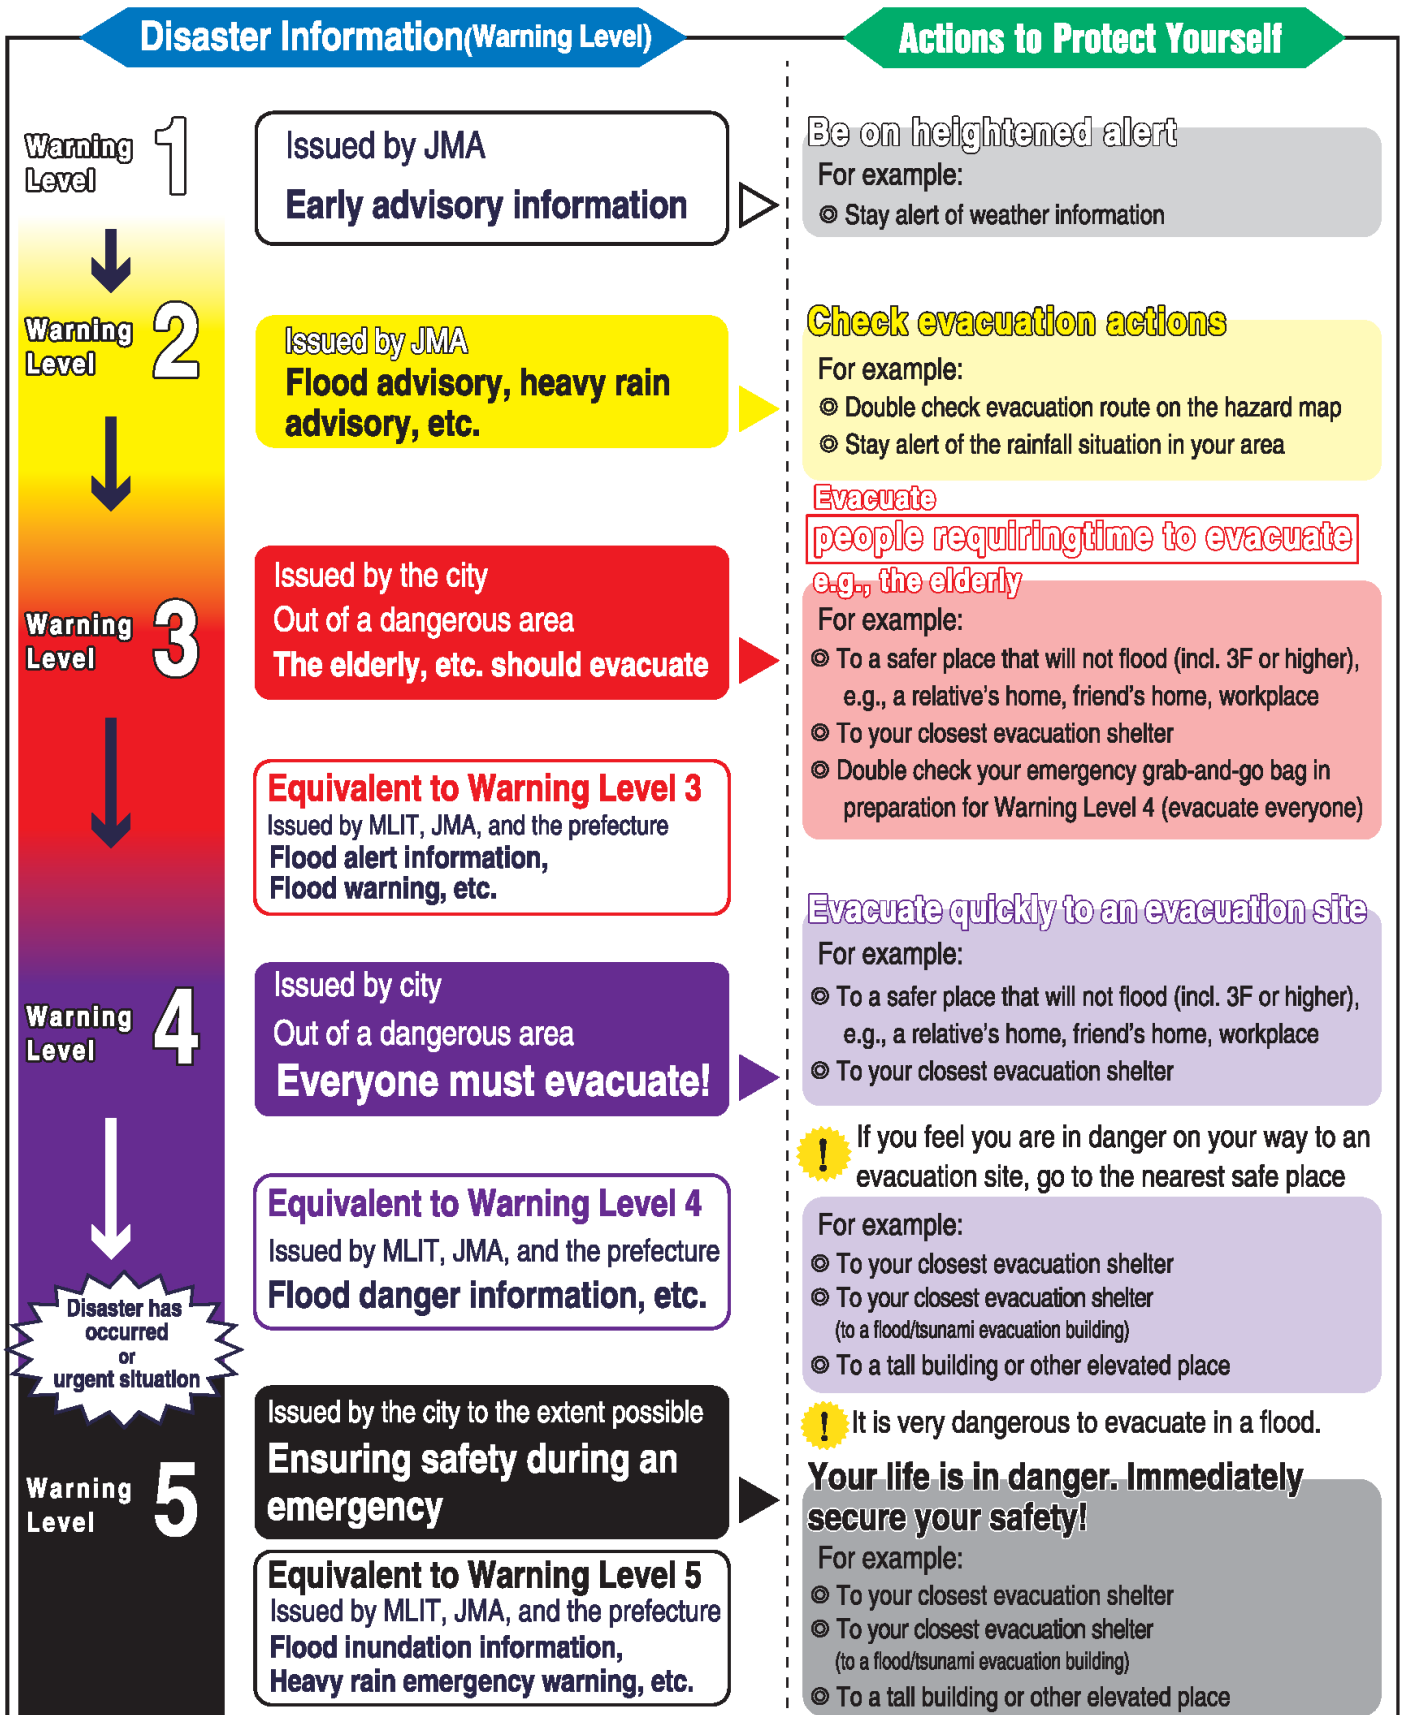 Disaster Information(Warning Level)
Actions to Protect Yourself
Warning
Level 1
Issued by JMA
Early advisory information
Be on heightened alert
For example:
◎ Stay alert of weather information
Warning
Level 2
Issued by JMA
Flood advisory, heavy rain
advisory, etc.
Check evacuation actions
For example:
◎ Double check evacuation route on the hazard map
◎ Stay alert of the rainfall situation in your area
Warning
Level 3
Issued by the city
Out of a dangerous area
The elderly, etc. should evacuate
Evacuate
people requiringtime to evacuate
e.g., the elderly
For example:
◎ To a safer place that will not flood (incl. 3F or higher),
e.g., a relative's home, friend's home, workplace
◎ To your closest evacuation shelter
◎ Double check your emergency grab-and-go bag in
preparation for Warning Level 4 (evacuate everyone)
Equivalent to Warning Level 3
Issued by MLIT, JMA, and the prefecture
Flood alert information,
Flood warning, etc.
Warning
Level 4
Issued by city
Out of a dangerous area
Everyone must evacuate!
Evacuate quickly to an evacuation site
For example:
◎ To a safer place that will not flood (incl. 3F or higher),
e.g., a relative's home, friend's home, workplace
◎ To your closest evacuation shelter
! If you feel you are in danger on your way to an
evacuation site, go to the nearest safe place
Equivalent to Warning Level 4
Issued by MLIT, JMA, and the prefecture
Flood danger information, etc.
For example:
◎ To your closest evacuation shelter
◎ To your closest evacuation shelter
(to a flood/tsunami evacuation building)
◎ To a tall building or other elevated place
Disaster has
occurred
or
urgent situation
! It is very dangerous to evacuate in a flood.
Warning
Level 5
Issued by the city to the extent possible
Ensuring safety during an
emergency
Your life is in danger. Immediately
secure your safety!
For example:
◎ To your closest evacuation shelter
◎ To your closest evacuation shelter
(to a flood/tsunami evacuation building)
◎ To a tall building or other elevated place
Equivalent to Warning Level 5
Issued by MLIT, JMA, and the prefecture
Flood inundation information,
Heavy rain emergency warning, etc.